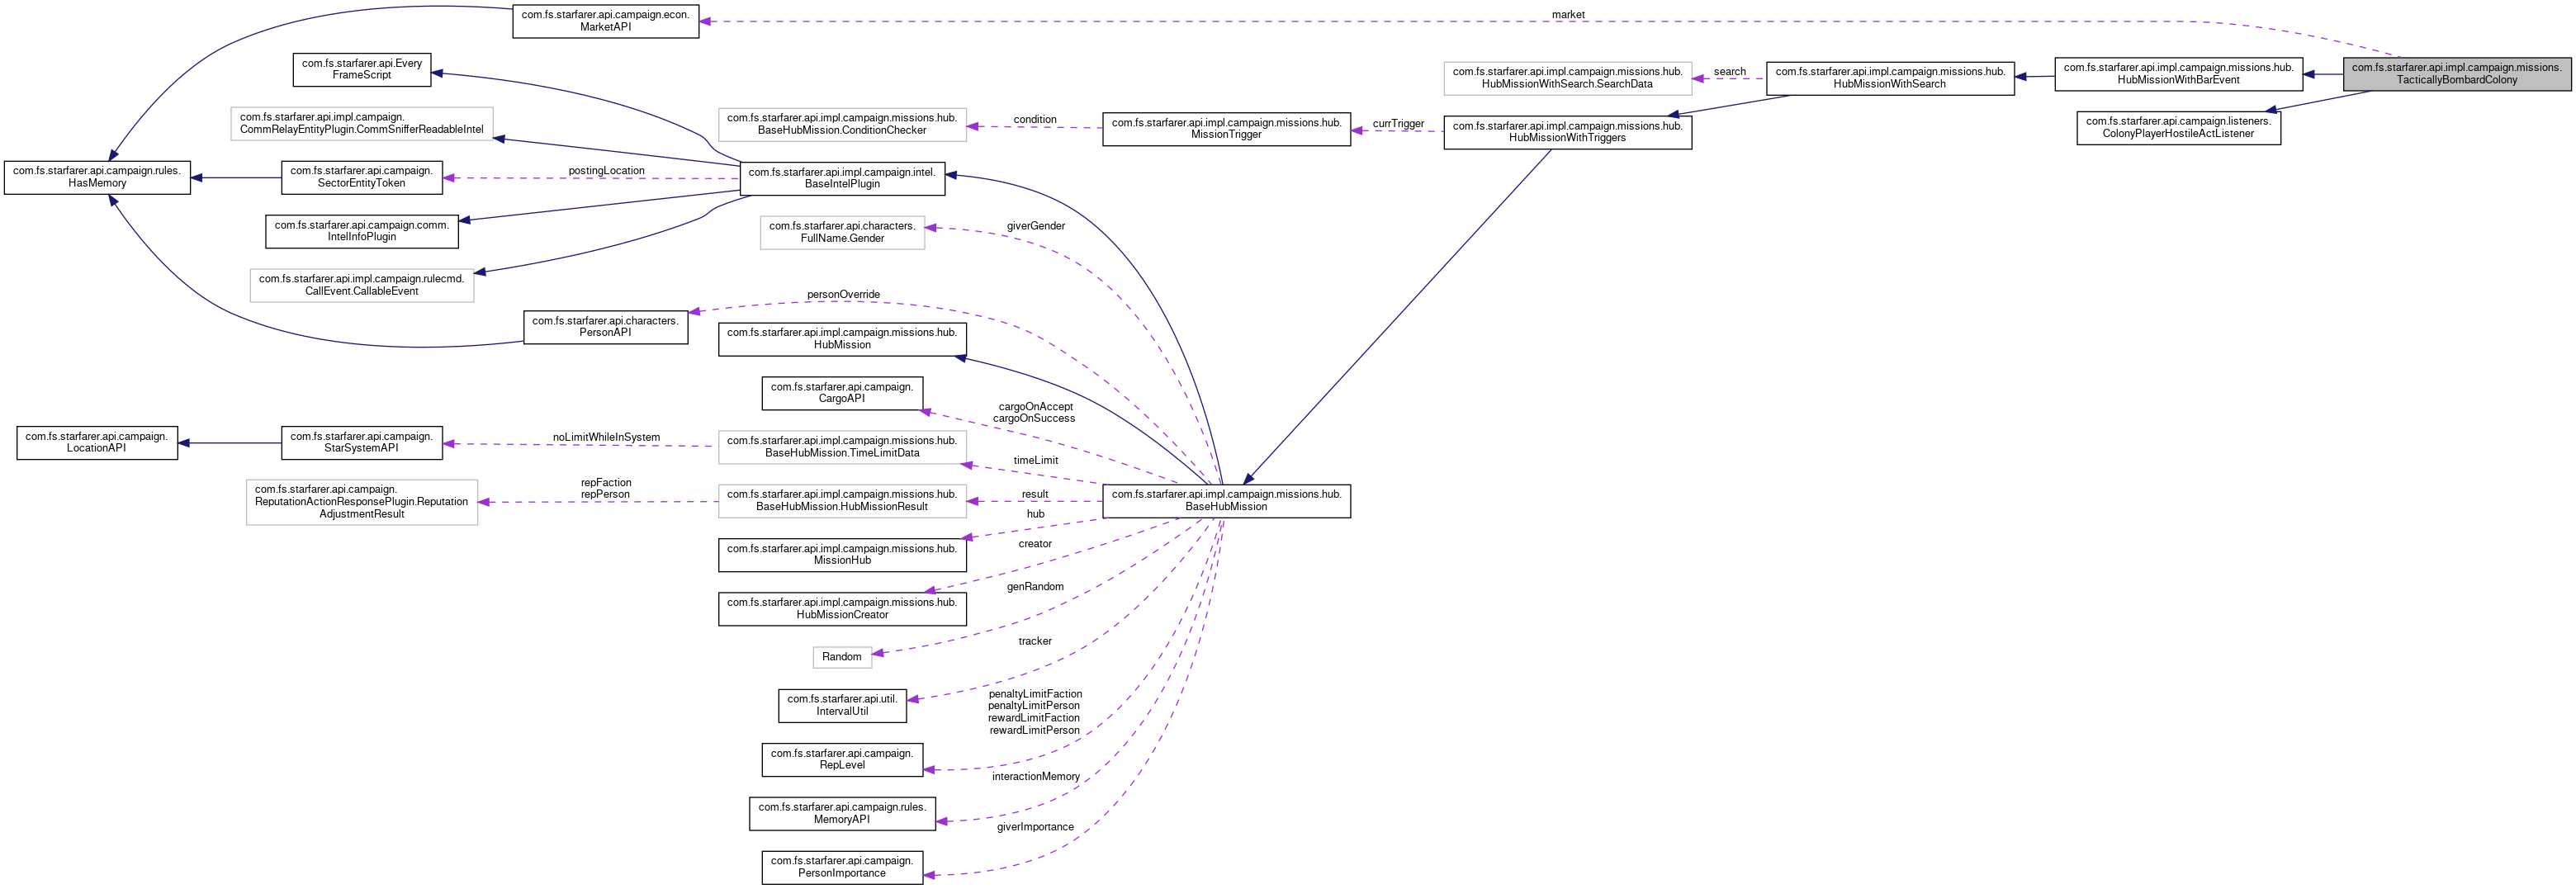 com.fs.starfarer.api.campaign.econ.
MarketAPI
market
com.fs.starfarer.api.Every
FrameScript
com.fs.starfarer.api.impl.campaign.missions.hub.
HubMissionWithSearch.SearchData
search
com.fs.starfarer.api.impl.campaign.missions.hub.
HubMissionWithSearch
com.fs.starfarer.api.impl.campaign.missions.hub.
HubMissionWithBarEvent
com.fs.starfarer.api.impl.campaign.missions.
TacticallyBombardColony
com.fs.starfarer.api.impl.campaign.
CommRelayEntityPlugin.CommSnifferReadableIntel
com.fs.starfarer.api.impl.campaign.missions.hub.
BaseHubMission.ConditionChecker
condition
com.fs.starfarer.api.impl.campaign.missions.hub.
MissionTrigger
currTrigger
com.fs.starfarer.api.impl.campaign.missions.hub.
HubMissionWithTriggers
com.fs.starfarer.api.campaign.listeners.
ColonyPlayerHostileActListener
com.fs.starfarer.api.campaign.rules.
HasMemory
com.fs.starfarer.api.campaign.
SectorEntityToken
postingLocation
com.fs.starfarer.api.impl.campaign.intel.
BaseIntelPlugin
com.fs.starfarer.api.campaign.comm.
IntelInfoPlugin
com.fs.starfarer.api.characters.
FullName.Gender
giverGender
com.fs.starfarer.api.impl.campaign.rulecmd.
CallEvent.CallableEvent
personOverride
com.fs.starfarer.api.characters.
PersonAPI
com.fs.starfarer.api.impl.campaign.missions.hub.
HubMission
com.fs.starfarer.api.campaign.
CargoAPI
cargoOnAccept
cargoOnSuccess
com.fs.starfarer.api.campaign.
LocationAPI
com.fs.starfarer.api.campaign.
StarSystemAPI
noLimitWhileInSystem
com.fs.starfarer.api.impl.campaign.missions.hub.
BaseHubMission.TimeLimitData
timeLimit
com.fs.starfarer.api.campaign.
ReputationActionResponsePlugin.Reputation
AdjustmentResult
repFaction
repPerson
com.fs.starfarer.api.impl.campaign.missions.hub.
BaseHubMission.HubMissionResult
result
com.fs.starfarer.api.impl.campaign.missions.hub.
BaseHubMission
hub
com.fs.starfarer.api.impl.campaign.missions.hub.
MissionHub
creator
com.fs.starfarer.api.impl.campaign.missions.hub.
HubMissionCreator
genRandom
Random
tracker
com.fs.starfarer.api.util.
IntervalUtil
penaltyLimitFaction
penaltyLimitPerson
rewardLimitFaction
rewardLimitPerson
com.fs.starfarer.api.campaign.
RepLevel
interactionMemory
com.fs.starfarer.api.campaign.rules.
MemoryAPI
giverImportance
com.fs.starfarer.api.campaign.
PersonImportance